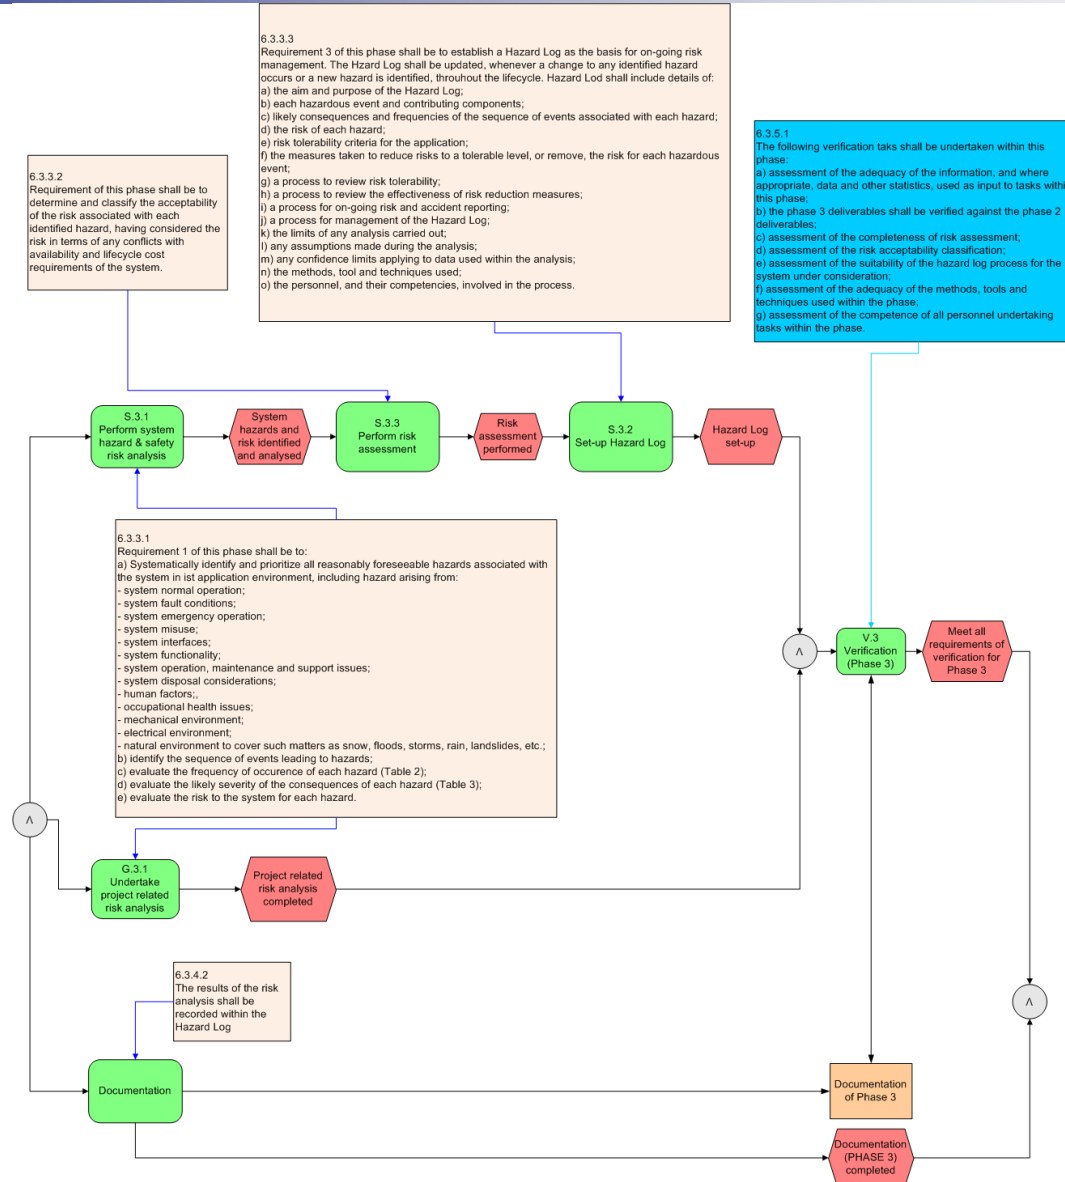 6.3.3.3
Requirement 3 of this phase shall be to establish a Hazard Log as the basis for on-going risk
management. The Hzard Log shall be updated, whenever a change to any identified hazard
occurs or a new hazard is identified, throuhout the lifecycle. Hazard Lod shall include details of:
a) the aim and purpose of the Hazard Log;
b) each hazardous event and contributing components;
c) likely consequences and frequencies of the sequence of events associated with each hazard;
d) the risk of each hazard;
e) risk tolerability criteria for the application;
f) the measures taken to reduce risks to a tolerable level, or remove, the risk for each hazardous
event;
g) a process to review risk tolerability;
h) a process to review the effectiveness of risk reduction measures;
i) a process for on-going risk and accident reporting;
j) a process for management of the Hazard Log;
k) the limits of any analysis carried out;
l) any assumptions made during the analysis;
m) any confidence limits applying to data used within the analysis;
n) the methods, tool and techniques used;
o) the personnel, and their competencies, involved in the process.
6.3.5.1
The following verification taks shall be undertaken within this
phase:
a) assessment of the adequacy of the information, and where
appropriate, data and other statistics, used as input to tasks withi
this phase;
b) the phase 3 deliverables shall be verified against the phase 2
deliverables;
c) assessment of the completeness of risk assessment;
d) assessment of the risk acceptability classification;
e) assessment of the suitability of the hazard log process for the
system under consideration;
f) assessment of the adequacy of the methods, tools and
techniques used within the phase;
g) assessment of the competence of all personnel undertaking
tasks within the phase.
6.3.3.2
Requirement of this phase shall be to
determine and classify the acceptability
of the risk associated with each
identified hazard, having considered the
risk in terms of any conflicts with
availability and lifecycle cost
requirements of the system.
S.3.1
Perform system
hazard & safety
risk analysis
System
hazards and
risk identified
and analysed
S.3.3
Perform risk
assessment
Risk
assessment
performed
S.3.2
Set-up Hazard Log
Hazard Log
set-up
6.3.3.1
Requirement 1 of this phase shall be to:
a) Systematically identify and prioritize all reasonably foreseeable hazards associated with
the system in ist application environment, including hazard arising from:
- system normal operation;
- system fault conditions;
- system emergency operation;
- system misuse;
- system interfaces;
- system functionality;
- system operation, maintenance and support issues;
- system disposal considerations;
- human factors;,
- occupational health issues;
- mechanical environment;
- electrical environment;
- natural environment to cover such matters as snow, floods, storms, rain, landslides, etc.;
b) identify the sequence of events leading to hazards;
c) evaluate the frequency of occurence of each hazard (Table 2);
d) evaluate the likely severity of the consequences of each hazard (Table 3);
e) evaluate the risk to the system for each hazard.
Λ
V.3
Verification
(Phase 3)
Meet all
requirements of
verification for
Phase 3
Λ
G.3.1
Undertake
project related
risk analysis
Project related
risk analysis
completed
6.3.4.2
The results of the risk
analysis shall be
recorded within the
Hazard Log
Λ
Documentation
Documentation
of Phase 3
Documentation
(PHASE 3)
completed